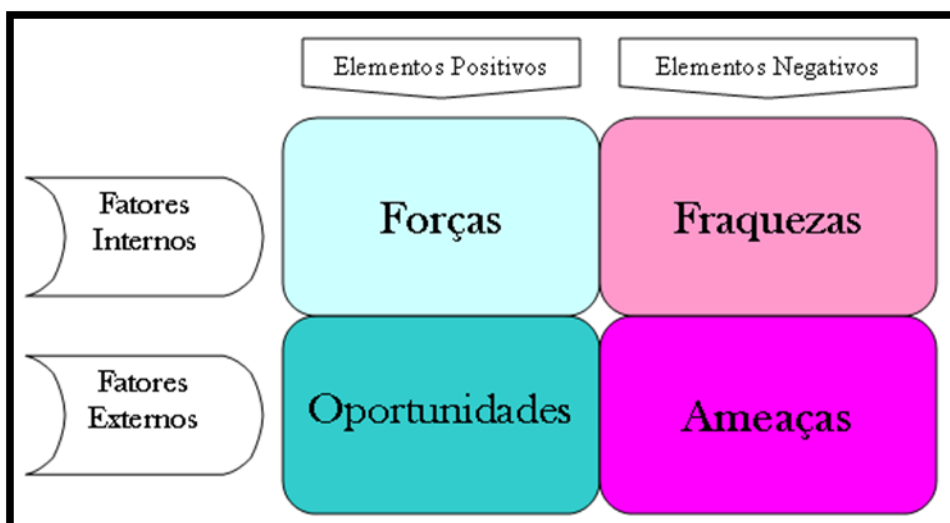 Elementos Positivos
Elementos Negativos
Fatores
Internos
Forças
Fraquezas
Fatores
Externos
Oportunidades
Ameaças